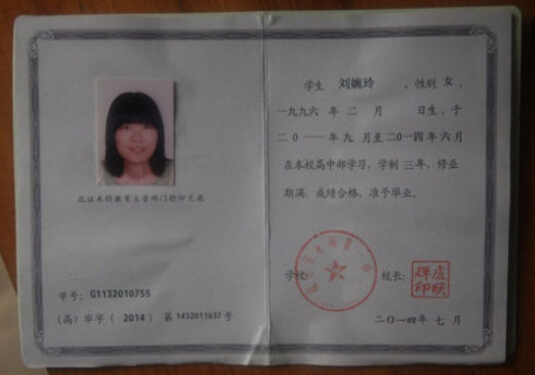 此证未经教育主管部门验印无效
学号：G1132010755
（高）毕字（2014）第1432011037号
学生 刘婉玲 ，性别 女 ，
一九九六 年 二 月 日生，于
二〇一一年 九 月至二〇一四年 六月
在本校高中部学习，学制 三年，修业
期满，成绩合格，准予毕业。
学校： 校长：
二〇一四年 七 月